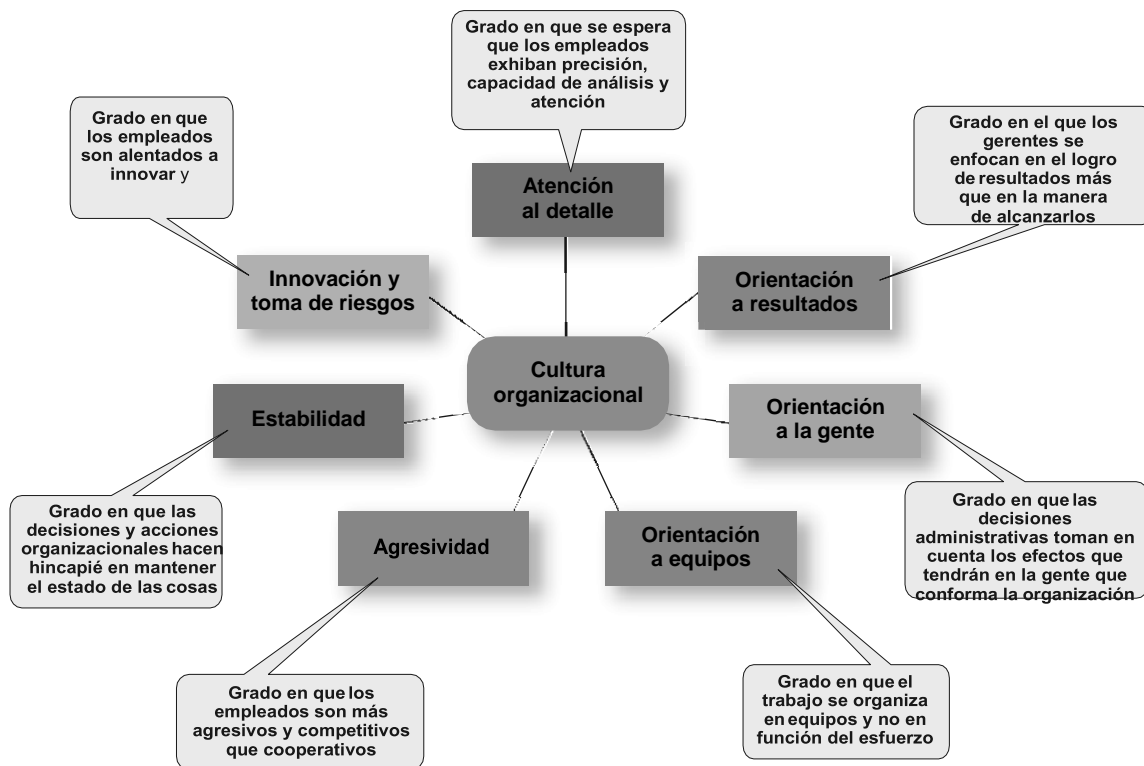 Grado en que se espera
que los empleados
exhiban precisión,
capacidad de análisis y
atención
Grado en que
los empleados
son alentados a
innovar y
Grado en el que los
gerentes se
enfocan en el logro
de resultados más
que en la manera
de alcanzarlos
Atención
al detalle
Innovación y
toma de riesgos
Orientación
a resultados
Cultura
organizacional
Estabilidad
Orientación
a la gente
Grado en que las
decisiones y acciones
organizacionales hacen
hincapié en mantener
el estado de las cosas
Agresividad
Orientación
a equipos
Grado en que las
decisiones
administrativas toman en
cuenta los efectos que
tendrán en la gente que
conforma la organización
Grado en que los
empleados son más
agresivos y competitivos
que cooperativos
Grado en que el
trabajo se organiza
en equipos y no en
función del esfuerzo